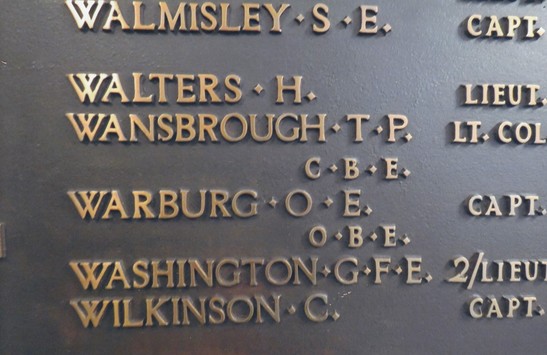 WALMISLEY · S · E. CAPT.
WALTERS · H. LIEUT.
WANSBROUGH · T · P. LT. COL
C · B · E.
WARBURG · O · E. CAPT.
O · B · E.
WASHINGTON · G · F · E. 2/LIEUT
WILKINSON · C. CAPT.